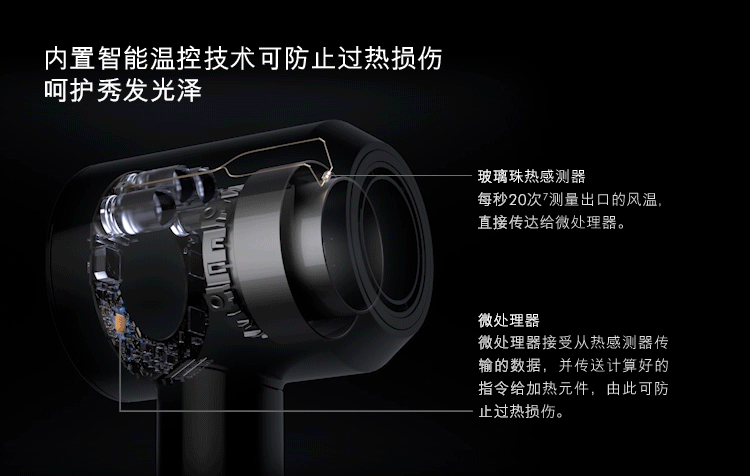 内置智能温控技术可防止过热损伤
呵护秀发光泽
玻璃珠热感测器
每秒20次⁷测量出口的风温,
直接传达给微处理器。
微处理器
微处理器接受从热感测器传
输的数据，并传送计算好的
指令给加热元件，由此可防
止过热损伤。